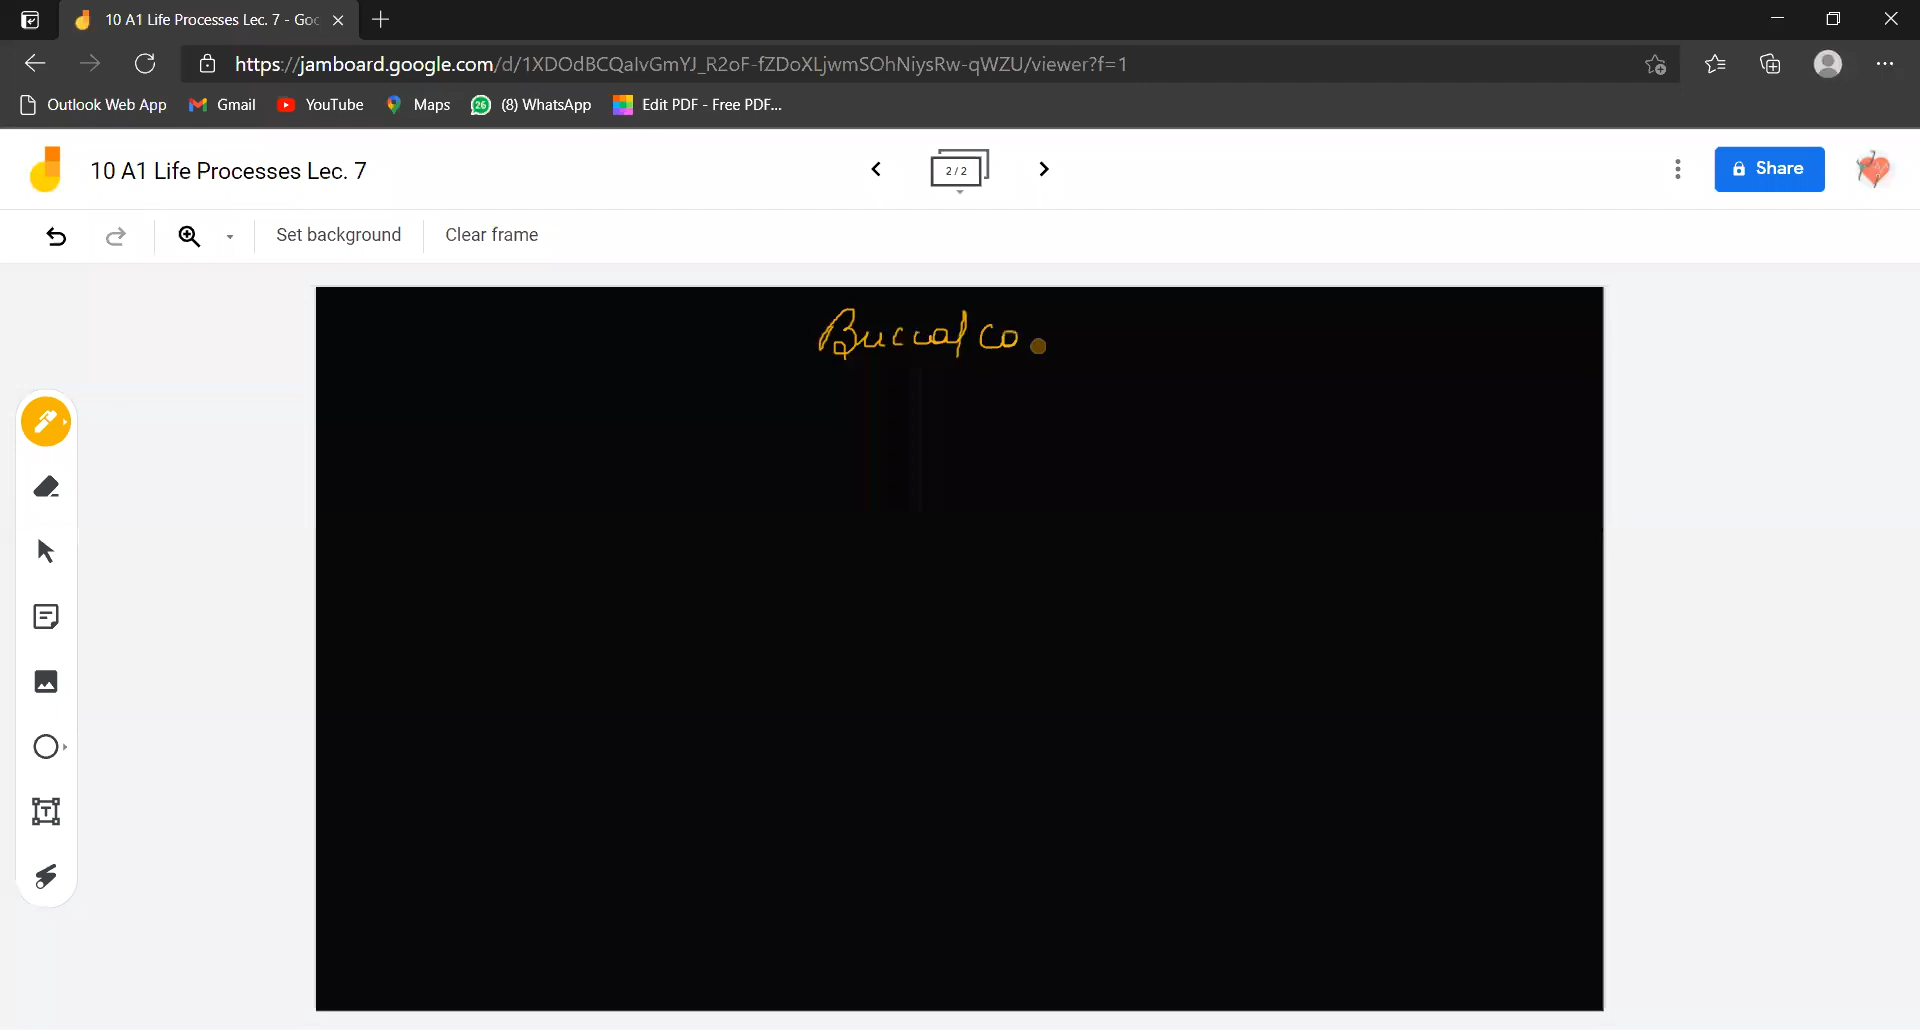 10 A1 Life Processes Lec. 7 - Goo
https://jamboard.google.com/d/1XDOdBCQaIvGmYJ_R2oF-fZDoXLjwmSOhNiysRw-qWZU/viewer?f=1
Outlook Web App Gmail YouTube Maps 26 (8) WhatsApp Edit PDF - Free PDF...
10 A1 Life Processes Lec. 7 2 / 2 Share
Set background Clear frame
Buccal co
T